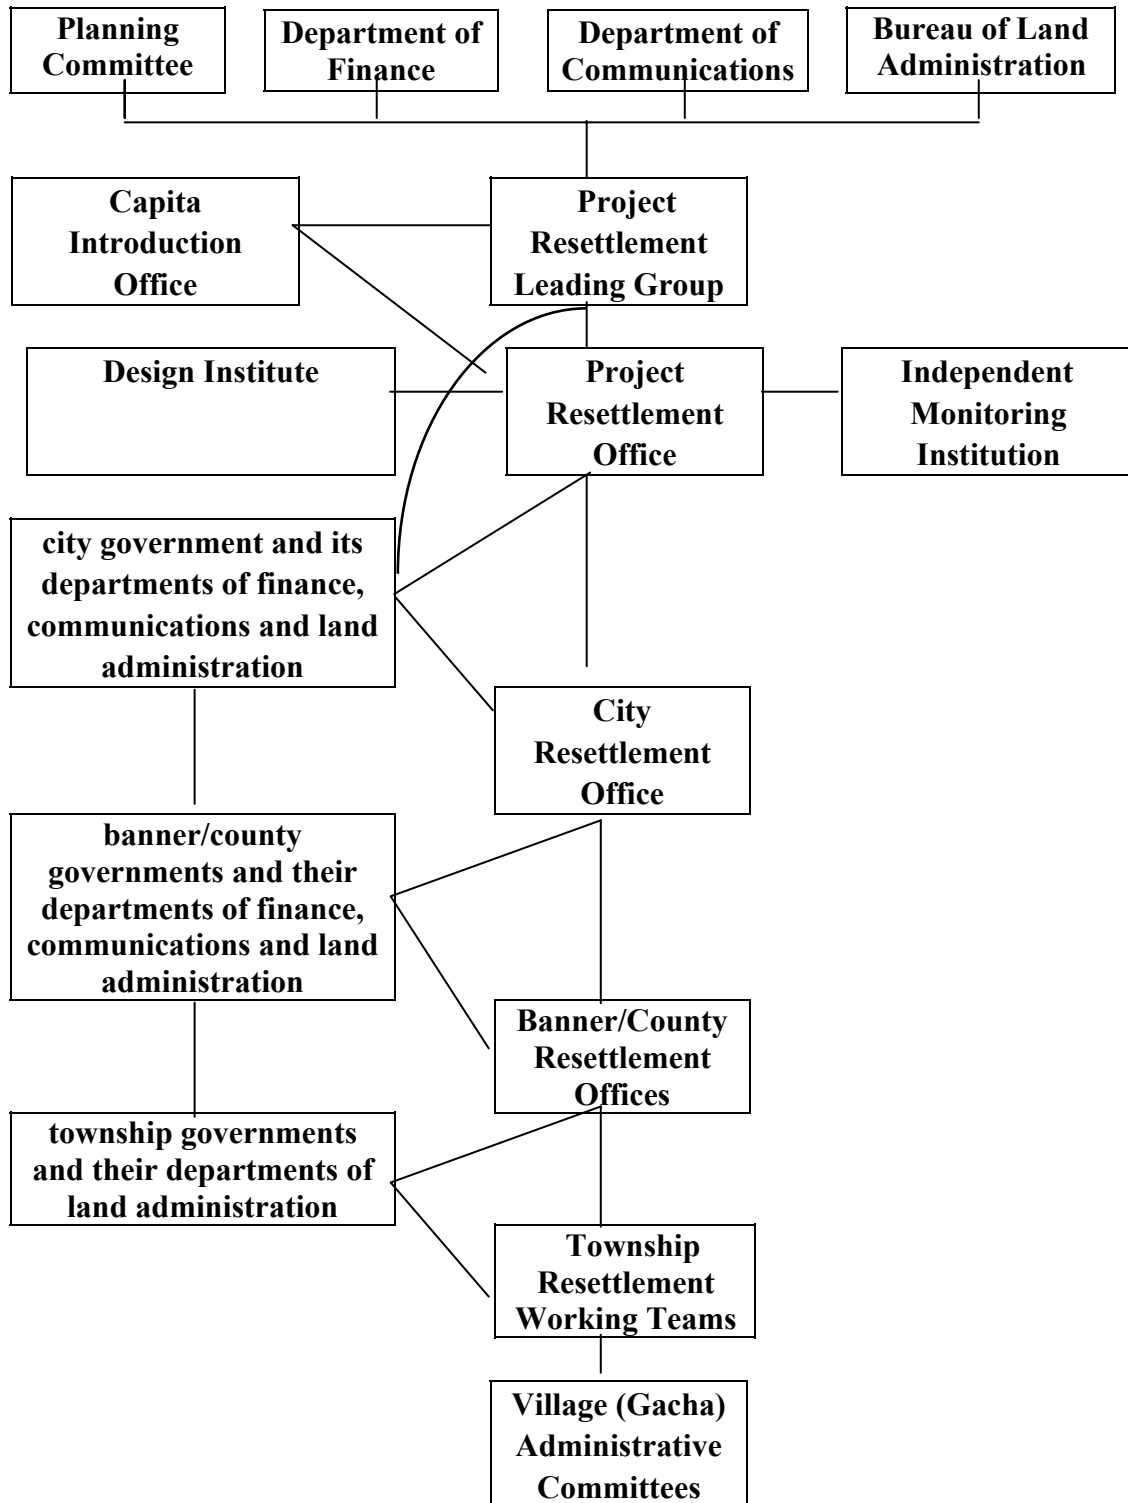 Planning
Committee
Department of
Finance
Department of
Communications
Bureau of Land
Administration
Capita
Introduction
Office
Project
Resettlement
Leading Group
Design Institute
Project
Resettlement
Office
Independent
Monitoring
Institution
city government and its
departments of finance,
communications and land
administration
City
Resettlement
Office
banner/county
governments and their
departments of finance,
communications and land
administration
Banner/County
Resettlement
Offices
township governments
and their departments of
land administration
Township
Resettlement
Working Teams
Village (Gacha)
Administrative
Committees